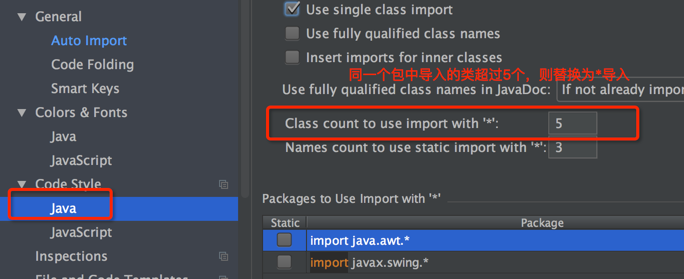 General
Auto Import
Code Folding
Smart Keys
Colors & Fonts
Java
JavaScript
Code Style
Java
JavaScript
Inspections
File and Code Templates
Use single class import
Use fully qualified class names
Insert imports for inner classes
同一个包中导入的类超过5个，则替换为*导入
Use fully qualified class names in JavaDoc: If not already impor
Class count to use import with '*': 5
Names count to use static import with '*': 3
Packages to Use Import with '*'
Static Package
import java.awt.*
import javax.swing.*